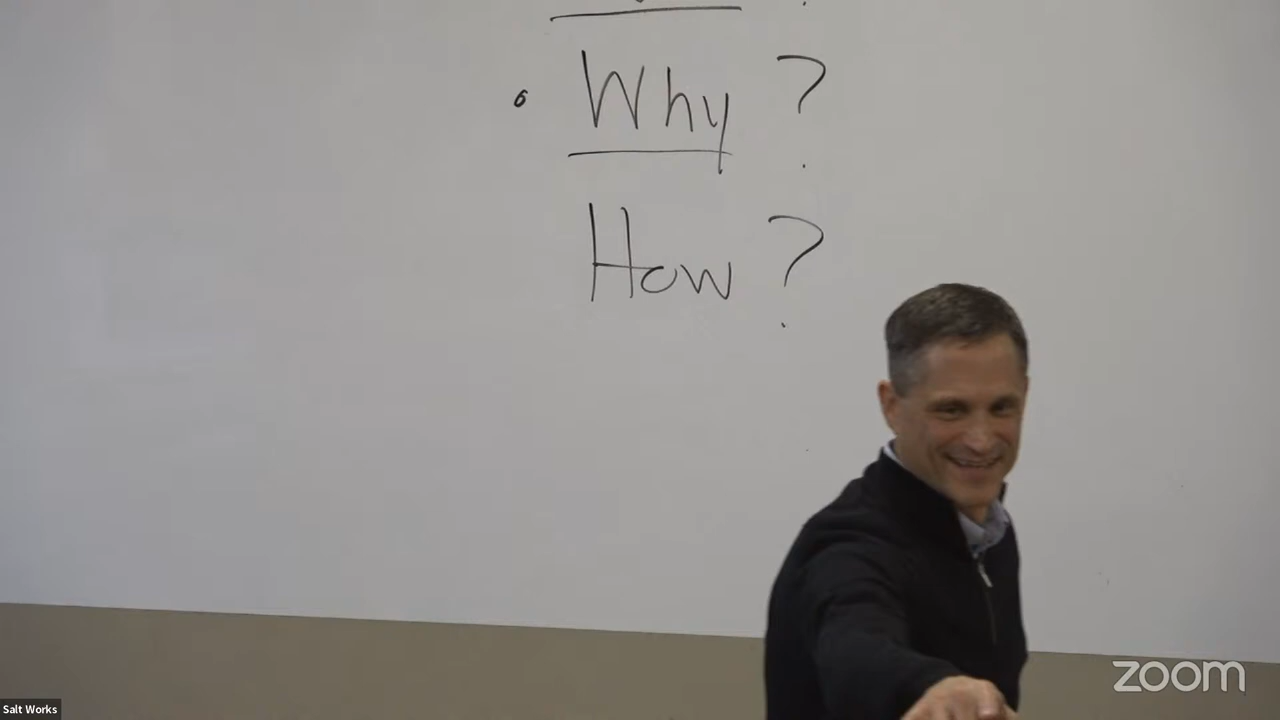 • Why ?
How ?
zoom
Salt Works